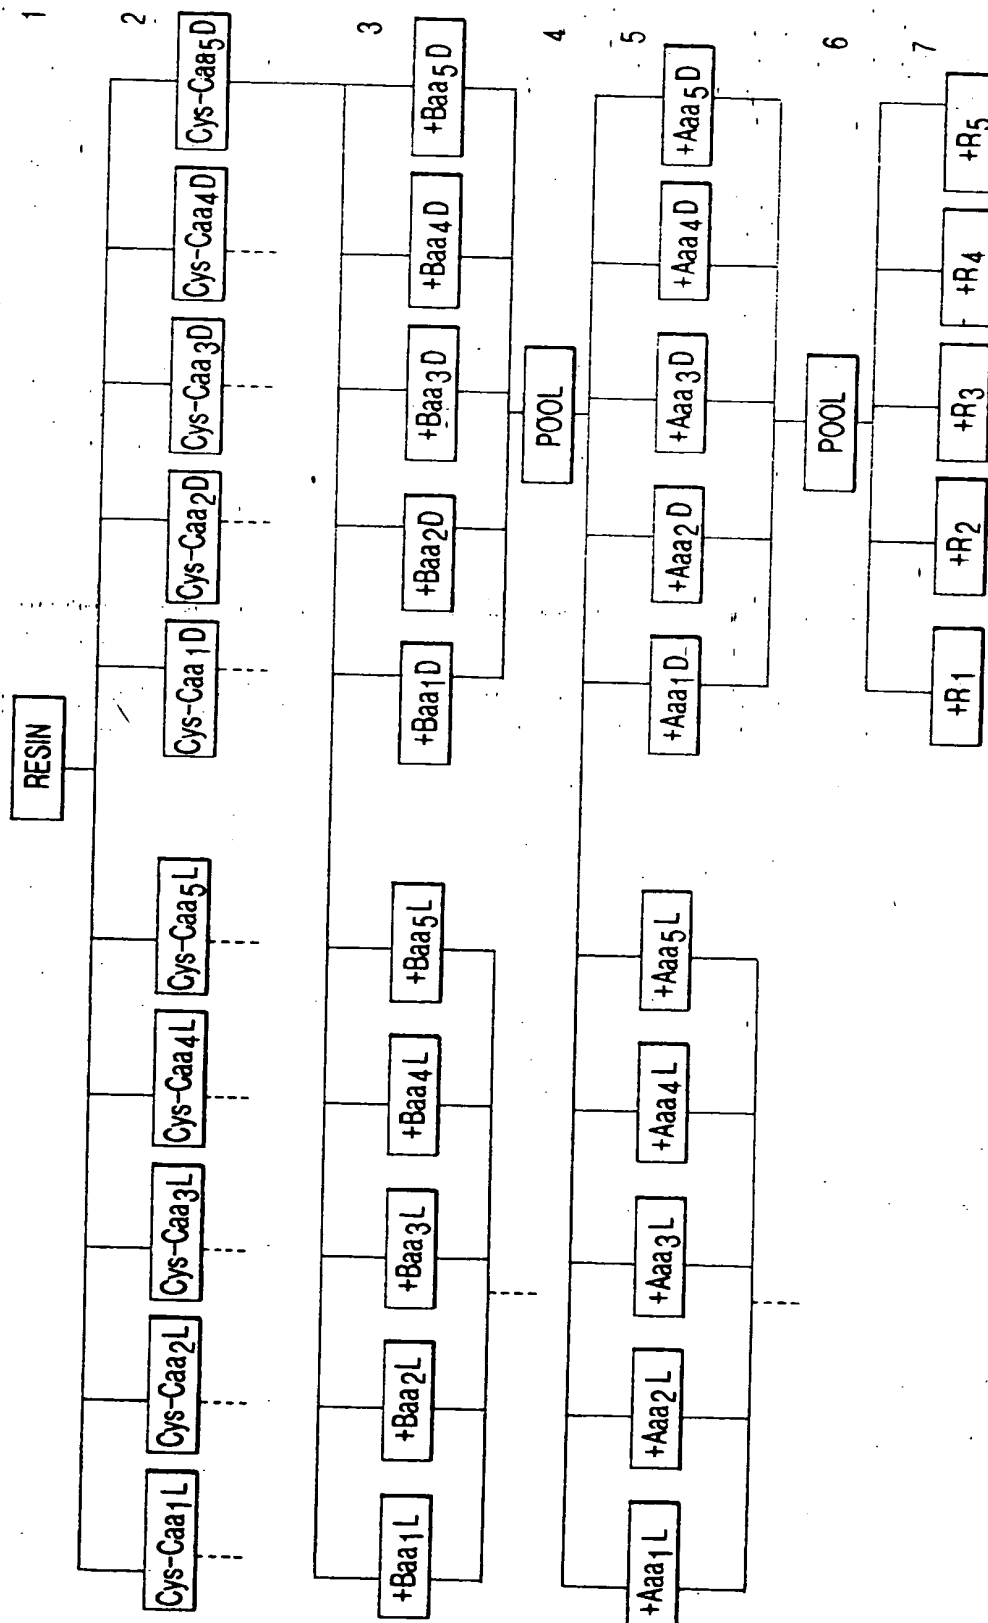 1
RESIN
2
Cys-Caa1L Cys-Caa2L Cys-Caa3L Cys-Caa4L Cys-Caa5L Cys-Caa1D Cys-Caa2D Cys-Caa3D Cys-Caa4D Cys-Caa5D
3
+Baa1L +Baa2L +Baa3L +Baa4L +Baa5L +Baa1D +Baa2D +Baa3D +Baa4D +Baa5D
4
POOL
5
+Aaa1L +Aaa2L +Aaa3L +Aaa4L +Aaa5L +Aaa1D +Aaa2D +Aaa3D +Aaa4D +Aaa5D
6
POOL
7
+R1 +R2 +R3 +R4 +R5